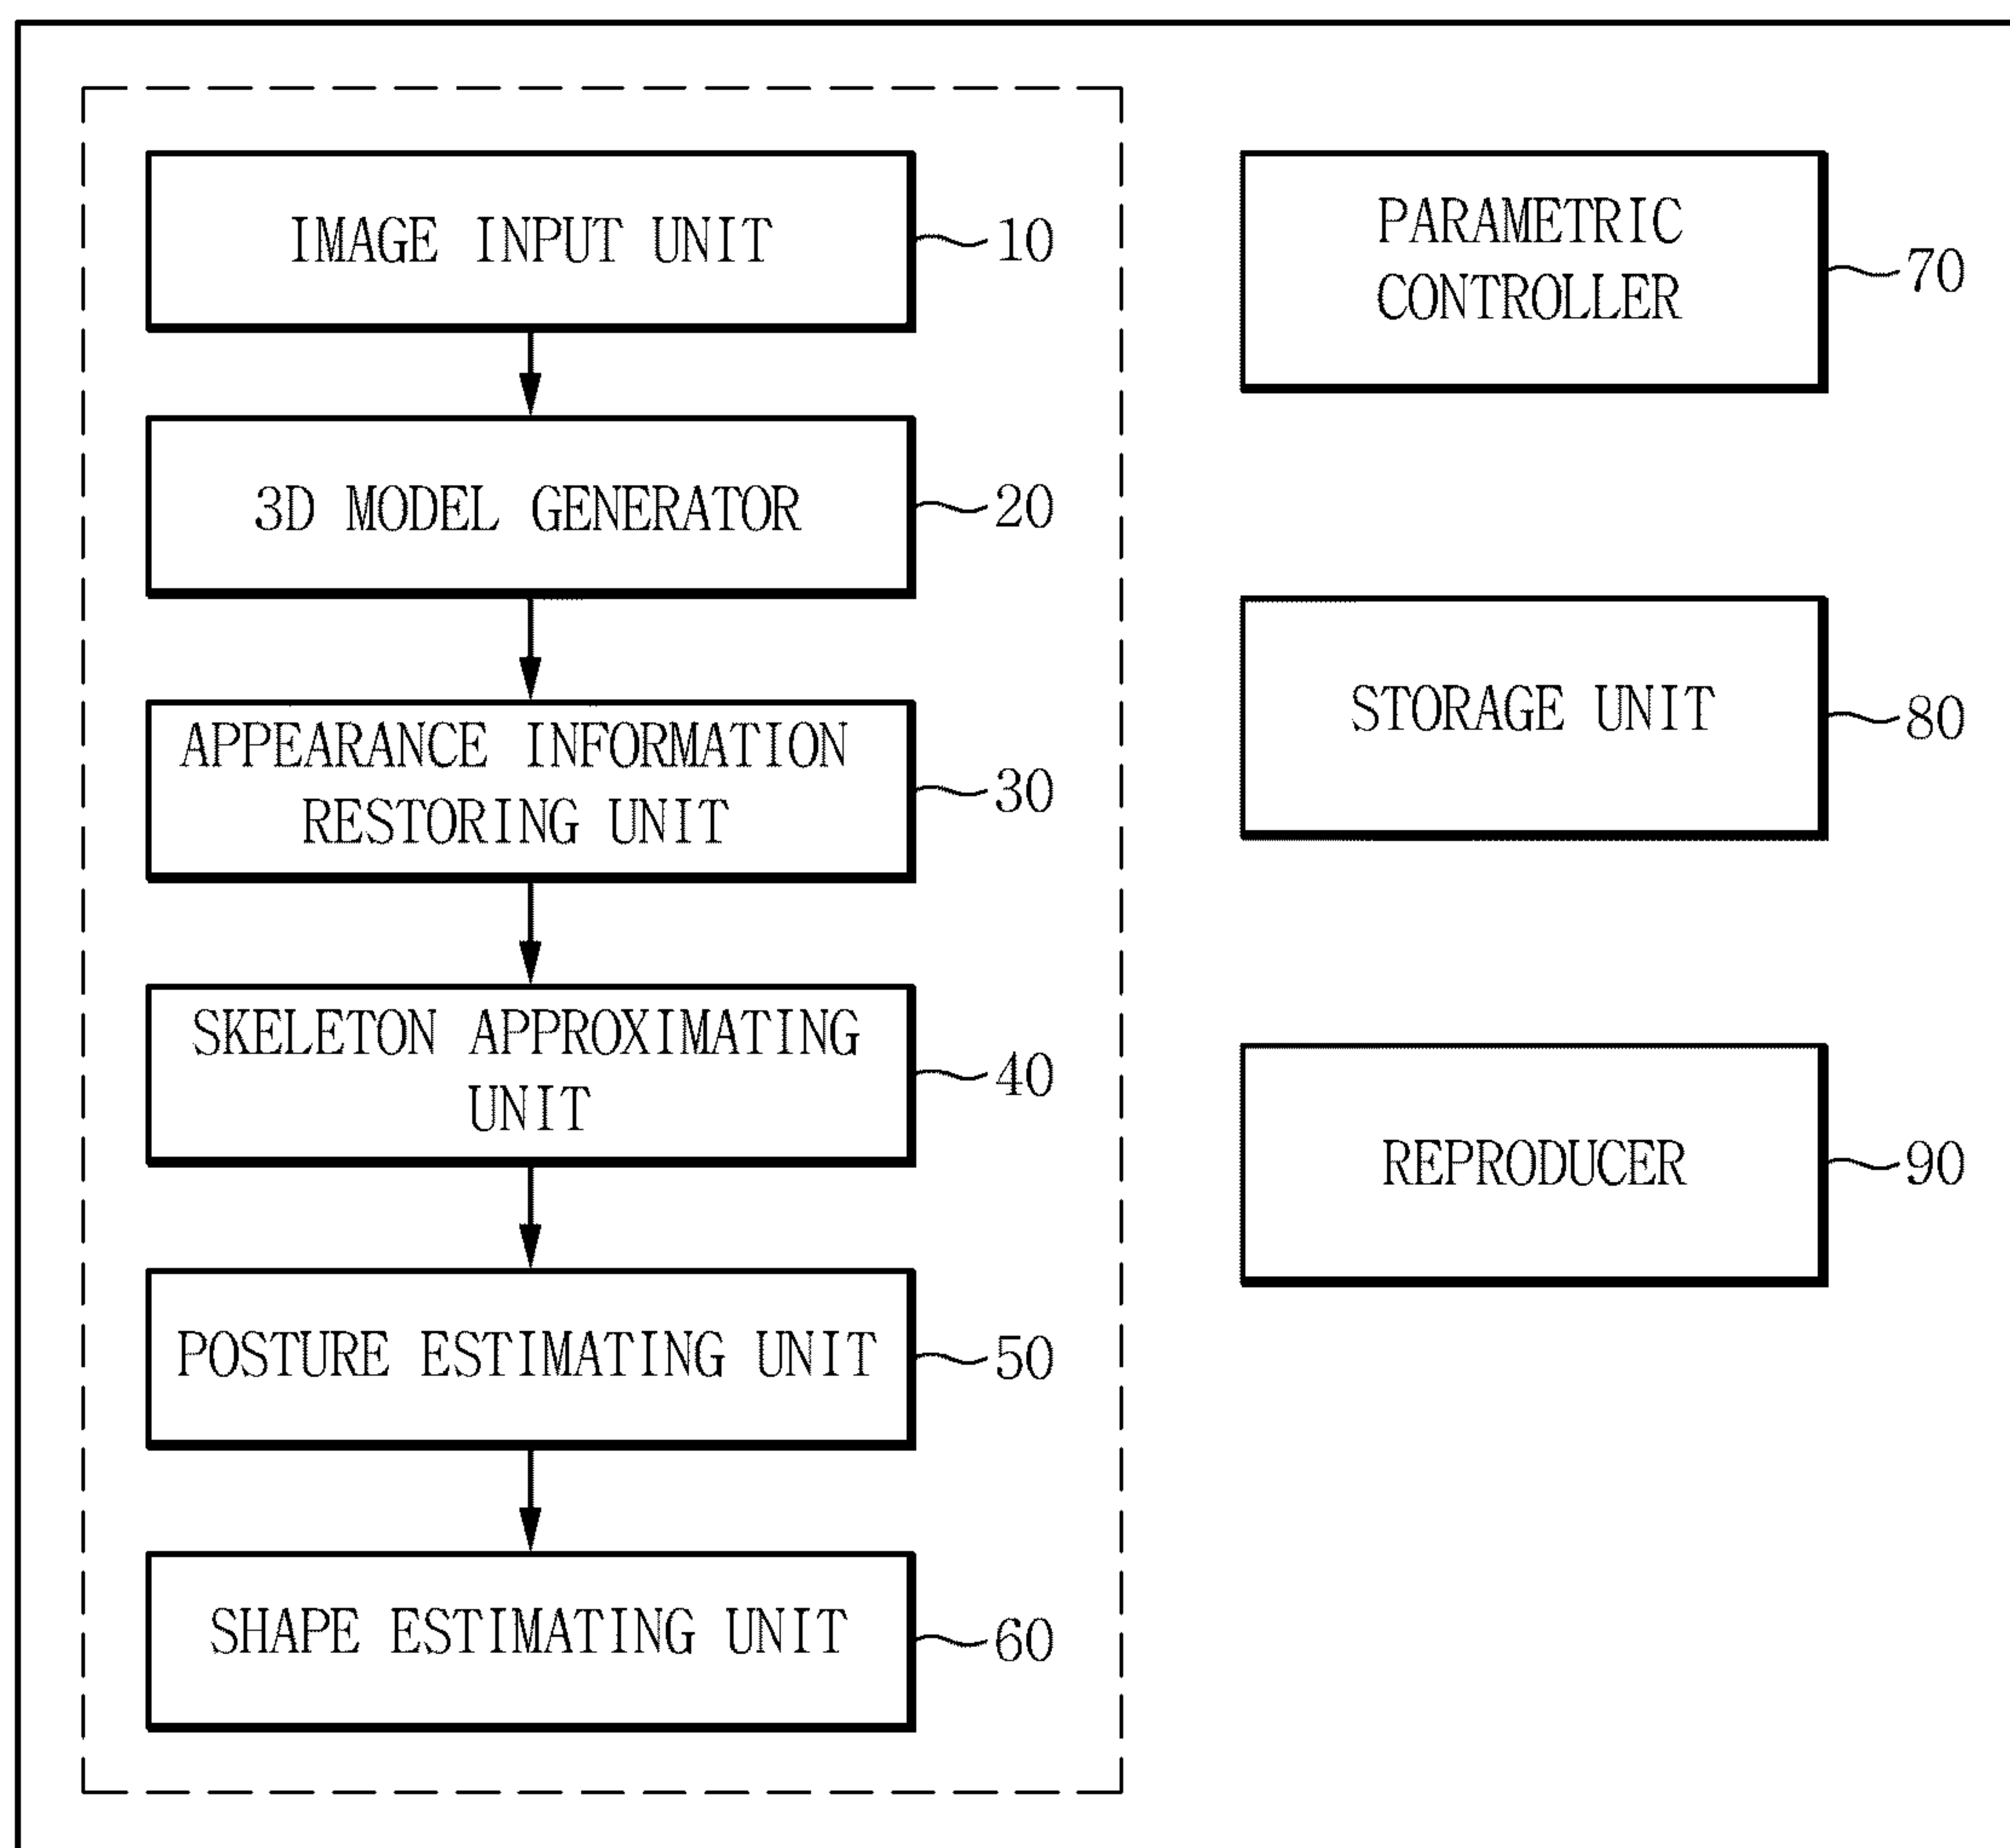 IMAGE INPUT UNIT
10
3D MODEL GENERATOR
20
APPEARANCE INFORMATION
RESTORING UNIT
30
SKELETON APPROXIMATING
UNIT
40
POSTURE ESTIMATING UNIT
50
SHAPE ESTIMATING UNIT
60
PARAMETRIC
CONTROLLER
70
STORAGE UNIT
80
REPRODUCER
90